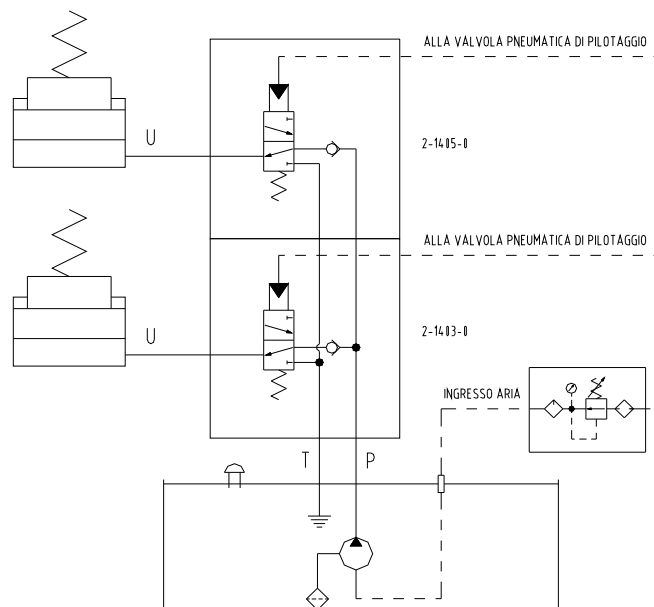 ALLA VALVOLA PNEUMATICA DI PILOTAGGIO
U
2-1405-0
ALLA VALVOLA PNEUMATICA DI PILOTAGGIO
U
2-1403-0
INGRESSO ARIA
T P